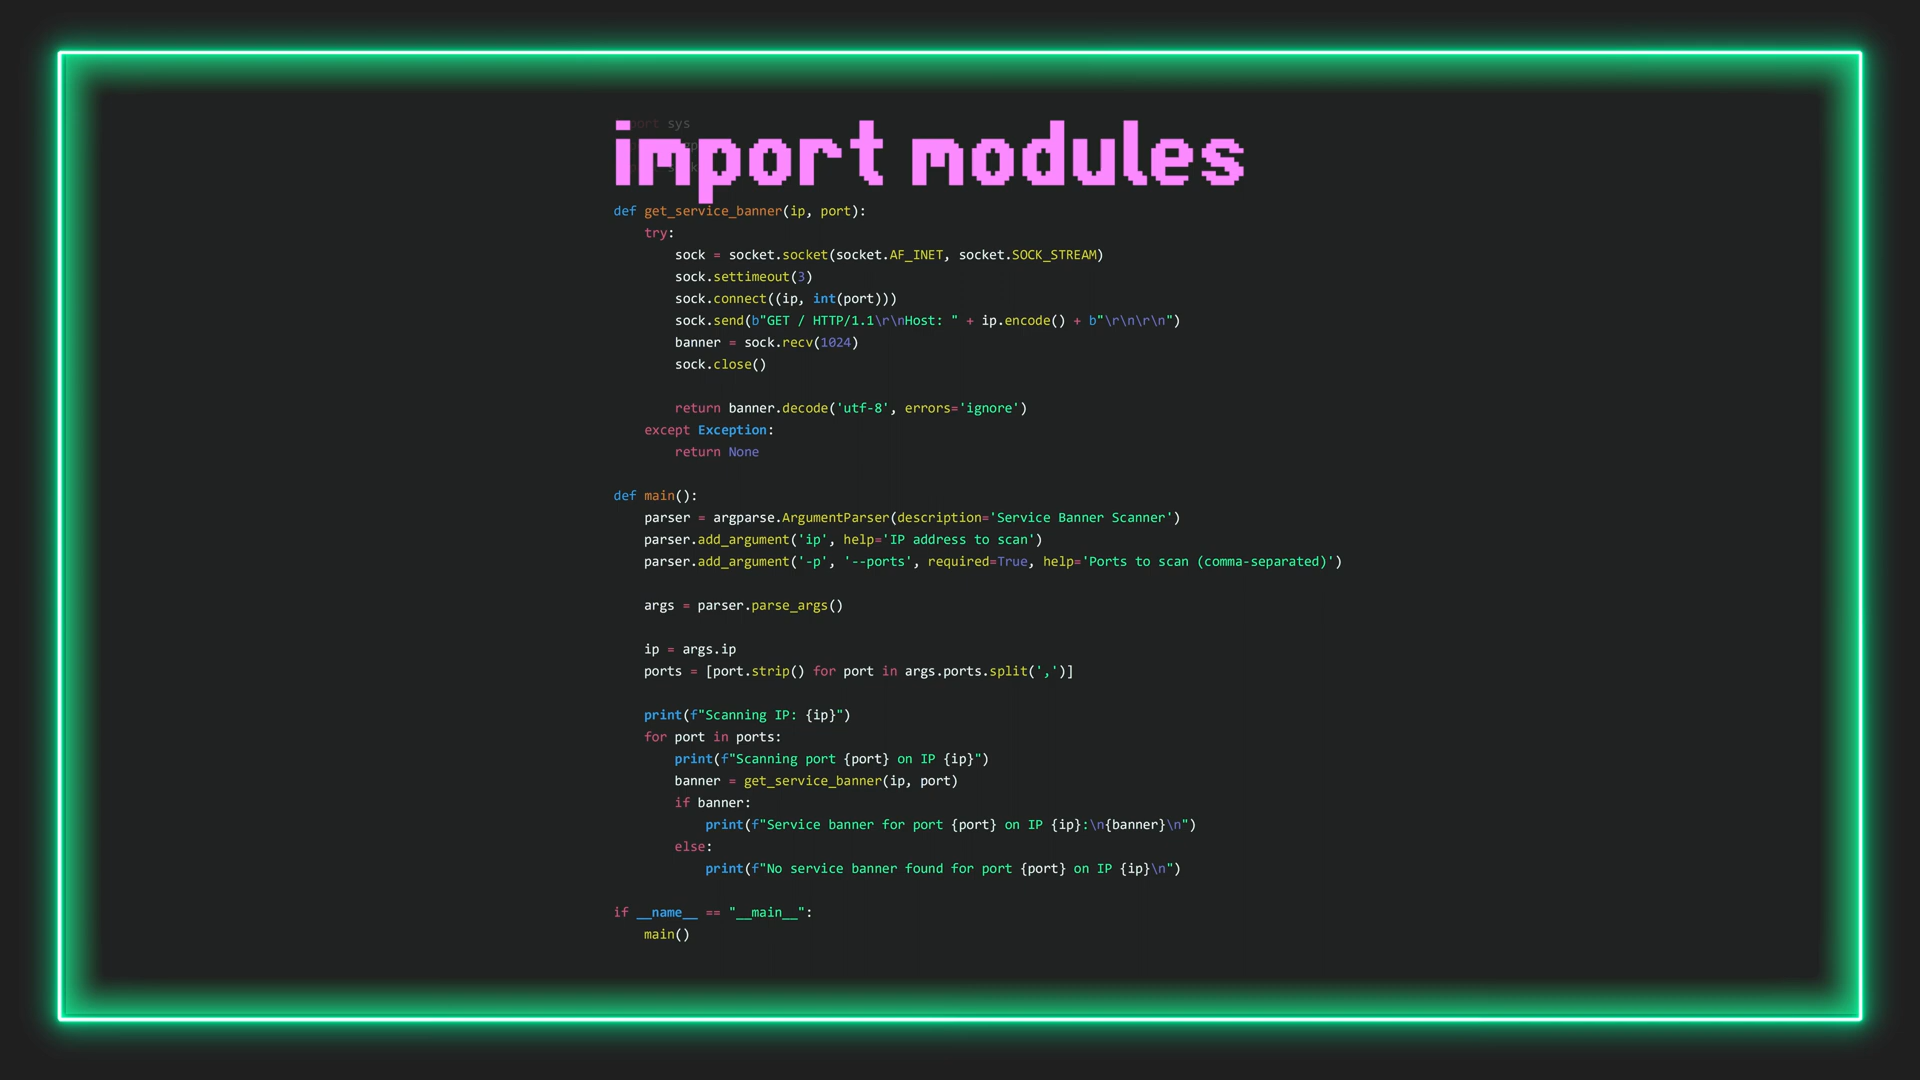 import modules
sys
def get_service_banner(ip, port):
    try:
        sock = socket.socket(socket.AF_INET, socket.SOCK_STREAM)
        sock.settimeout(3)
        sock.connect((ip, int(port)))
        sock.send(b"GET / HTTP/1.1\r\nHost: " + ip.encode() + b"\r\n\r\n")
        banner = sock.recv(1024)
        sock.close()

        return banner.decode('utf-8', errors='ignore')
    except Exception:
        return None

def main():
    parser = argparse.ArgumentParser(description='Service Banner Scanner')
    parser.add_argument('ip', help='IP address to scan')
    parser.add_argument('-p', '--ports', required=True, help='Ports to scan (comma-separated)')

    args = parser.parse_args()

    ip = args.ip
    ports = [port.strip() for port in args.ports.split(',')]

    print(f"Scanning IP: {ip}")
    for port in ports:
        print(f"Scanning port {port} on IP {ip}")
        banner = get_service_banner(ip, port)
        if banner:
            print(f"Service banner for port {port} on IP {ip}:\n{banner}\n")
        else:
            print(f"No service banner found for port {port} on IP {ip}\n")

if __name__ == "__main__":
    main()